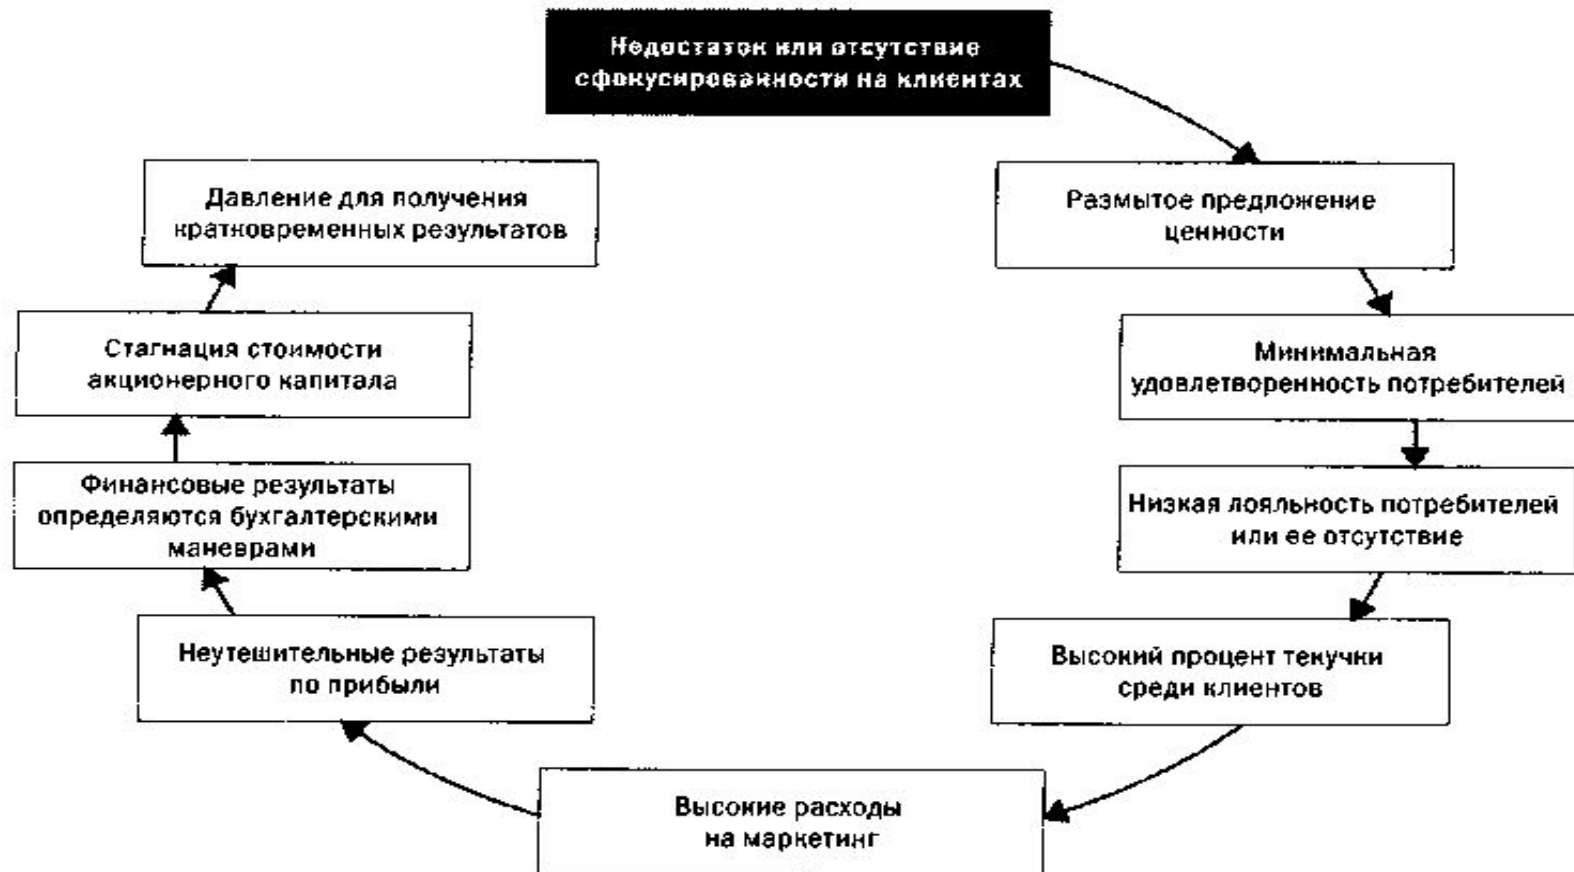 Недостаток или отсутствие
сфокусированности на клиентах
Размытое предложение
ценности
Минимальная
удовлетворенность потребителей
Низкая лояльность потребителей
или ее отсутствие
Высокий процент текучки
среди клиентов
Высокие расходы
на маркетинг
Неутешительные результаты
по прибыли
Финансовые результаты
определяются бухгалтерскими
маневрами
Стагнация стоимости
акционерного капитала
Давление для получения
кратковременных результатов